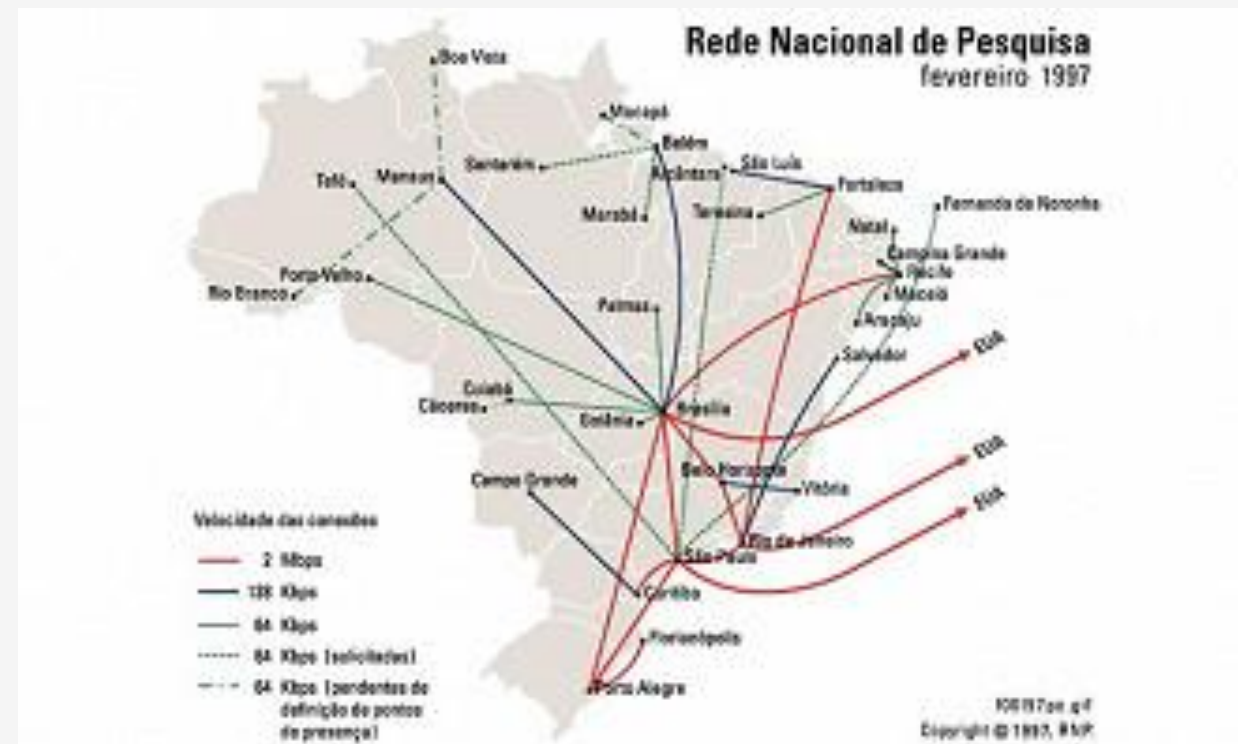 Rede Nacional de Pesquisa
fevereiro 1997
Boa Vista
Macapá
Belém
Santarém
Alcântara
São Luís
Fortaleza
Tefé
Manaus
Marabá
Teresina
Fernando de Noronha
Natal
Campina Grande
Recife
Porto Velho
Rio Branco
Maceió
Palmas
Aracaju
EUA
Salvador
Cuiabá
Cáceres
Goiânia
Brasília
EUA
Belo Horizonte
Campo Grande
Vitória
EUA
Velocidade das conexões
Rio de Janeiro
São Paulo
2 Mbps
Kbps
Curitiba
64 Kbps
Florianópolis
64 Kbps (solicitadas)
64 Kbps (pendentes de
definição de pontos
de presença)
Porto Alegre
Copyright @ 1997, RNP.